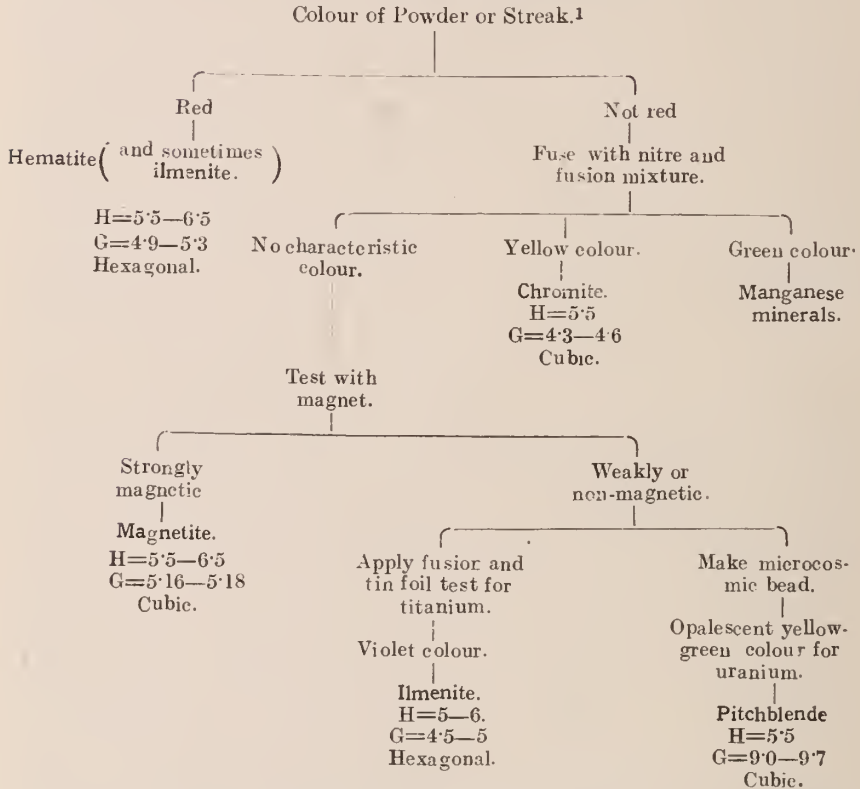 Colour of Powder or Streak.1
Red
Hematite ( and sometimes
ilmenite. )
H=5·5—6·5
G=4·9—5·3
Hexagonal.
Not red
Fuse with nitre and
fusion mixture.
No characteristic
colour.
Yellow colour.
Chromite.
H=5·5
G=4·3—4·6
Cubic.
Green colour.
Manganese
minerals.
Test with
magnet.
Strongly
magnetic
Magnetite.
H=5·5—6·5
G=5·16—5·18
Cubic.
Weakly or
non-magnetic.
Apply fusion and
tin foil test for
titanium.
Violet colour.
Ilmenite.
H=5—6.
G=4·5—5
Hexagonal.
Make microcos-
mic bead.
Opalescent yellow-
green colour for
uranium.
Pitchblende
H=5·5
G=9·0—9·7
Cubic.